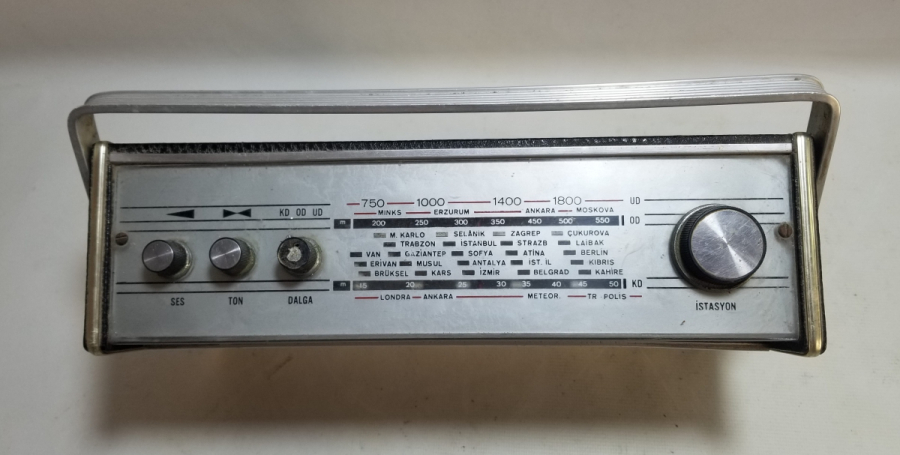 750 1000 1400 1800 UD
MINKS ERZURUM ANKARA MOSKOVA
KD OD UD
m 200 250 300 350 450 500 550 OD
M. KARLO SELÂNİK ZAGREP ÇUKUROVA
TRABZON İSTANBUL STRAZB LAİBAK
VAN GAZİANTEP SOFYA ATİNA BERLİN
ERİVAN MUSUL ANTALYA İST. İL KIBRIS
BRÜKSEL KARS İZMİR BELGRAD KAHİRE
m 15 20 25 30 35 40 45 50 KD
LONDRA ANKARA METEOR. TR POLİS
SES TON DALGA
İSTASYON